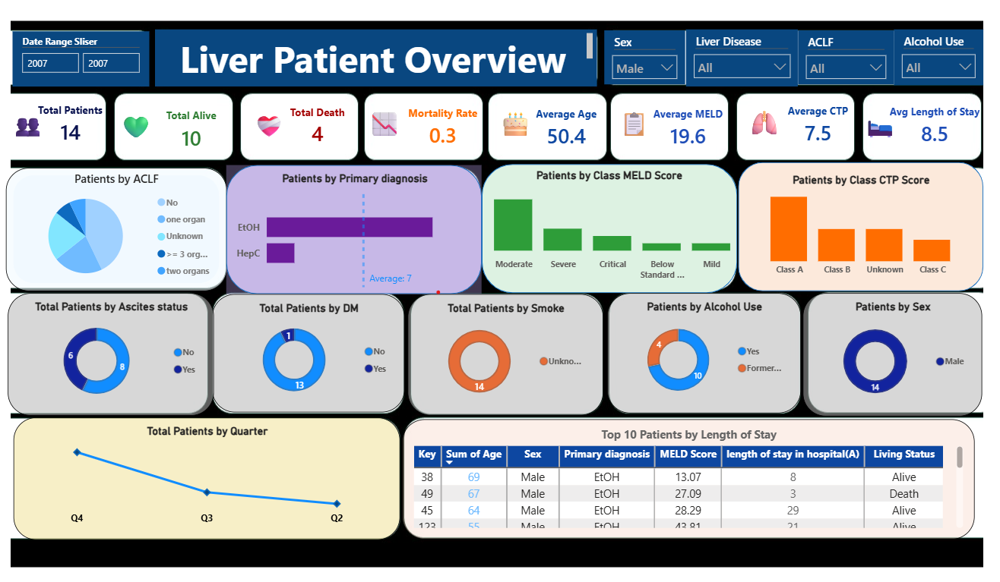 Date Range Sliser
2007 2007
Liver Patient Overview
Sex
Male
Liver Disease
All
ACLF
All
Alcohol Use
All
Total Patients
14
Total Alive
10
Total Death
4
Mortality Rate
0.3
Average Age
50.4
Average MELD
19.6
Average CTP
7.5
Avg Length of Stay
8.5
Patients by ACLF
No
one organ
Unknown
>= 3 org...
two organs
Patients by Primary diagnosis
EtOH
HepC
Average: 7
Patients by Class MELD Score
Moderate Severe Critical Below Mild
Standard ...
Patients by Class CTP Score
Class A Class B Unknown Class C
Total Patients by Ascites status
6
8
No
Yes
Total Patients by DM
1
13
No
Yes
Total Patients by Smoke
14
Unkno...
Patients by Alcohol Use
4
10
Yes
Former...
Patients by Sex
14
Male
Total Patients by Quarter
Q4 Q3 Q2
Top 10 Patients by Length of Stay
Key Sum of Age Sex Primary diagnosis MELD Score length of stay in hospital(A) Living Status
38 69 Male EtOH 13.07 8 Alive
49 67 Male EtOH 27.09 3 Death
45 64 Male EtOH 28.29 29 Alive
123 55 Male EtOH 43.81 21 Alive